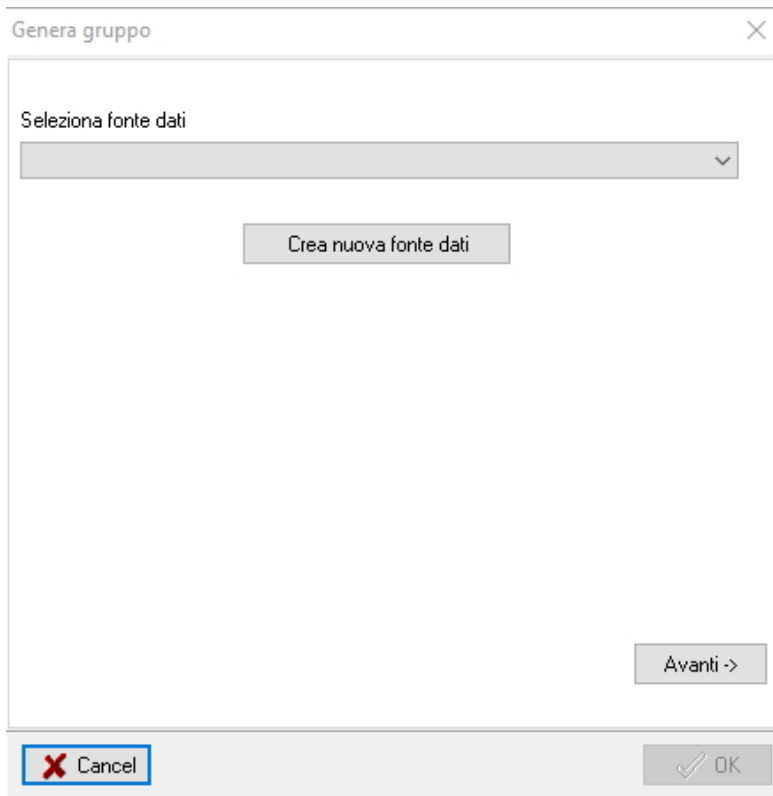 Genera gruppo
Seleziona fonte dati
Crea nuova fonte dati
Avanti ->
Cancel
OK